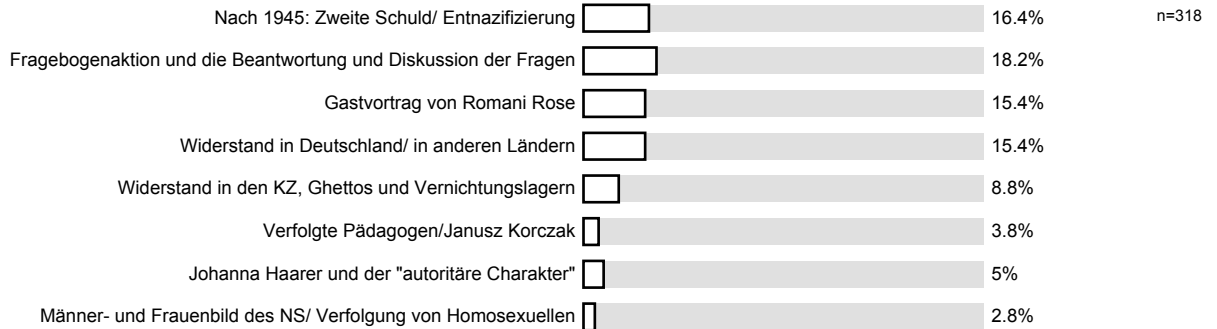 Nach 1945: Zweite Schuld/ Entnazifizierung 16.4% n=318
Fragebogenaktion und die Beantwortung und Diskussion der Fragen 18.2%
Gastvortrag von Romani Rose 15.4%
Widerstand in Deutschland/ in anderen Ländern 15.4%
Widerstand in den KZ, Ghettos und Vernichtungslagern 8.8%
Verfolgte Pädagogen/Janusz Korczak 3.8%
Johanna Haarer und der "autoritäre Charakter" 5%
Männer- und Frauenbild des NS/ Verfolgung von Homosexuellen 2.8%